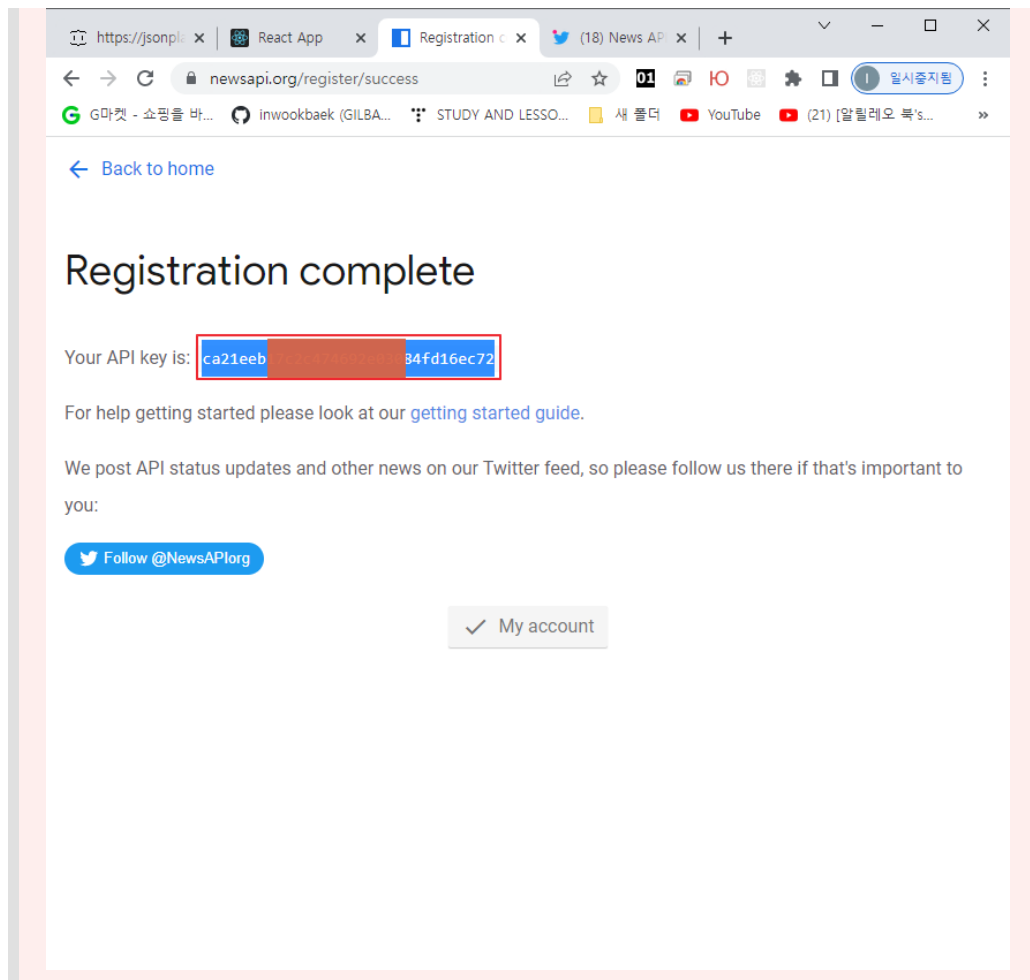 https://jsonpl
React App
Registration c
(18) News AP
newsapi.org/register/success
01
Ю
I
일시중지됨
G마켓 - 쇼핑을 바...
inwookbaek (GILBA...
STUDY AND LESSO...
새 폴더
YouTube
(21) [알릴레오 북's...
»
Back to home
Registration complete
Your API key is: ca21eeb 84fd16ec72
For help getting started please look at our getting started guide.
We post API status updates and other news on our Twitter feed, so please follow us there if that's important to
you:
Follow @NewsAPIorg
My account